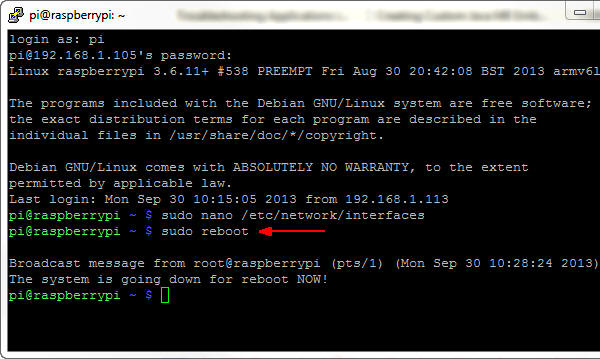 pi@raspberrypi: ~
login as: pi
pi@192.168.1.105's password:
Linux raspberrypi 3.6.11+ #538 PREEMPT Fri Aug 30 20:42:08 BST 2013 armv6l
The programs included with the Debian GNU/Linux system are free software;
the exact distribution terms for each program are described in the
individual files in /usr/share/doc/*/copyright.
Debian GNU/Linux comes with ABSOLUTELY NO WARRANTY, to the extent
permitted by applicable law.
Last login: Mon Sep 30 10:15:05 2013 from 192.168.1.113
pi@raspberrypi ~ $ sudo nano /etc/network/interfaces
pi@raspberrypi ~ $ sudo reboot
Broadcast message from root@raspberrypi (pts/1) (Mon Sep 30 10:28:24 2013)
The system is going down for reboot NOW!
pi@raspberrypi ~ $